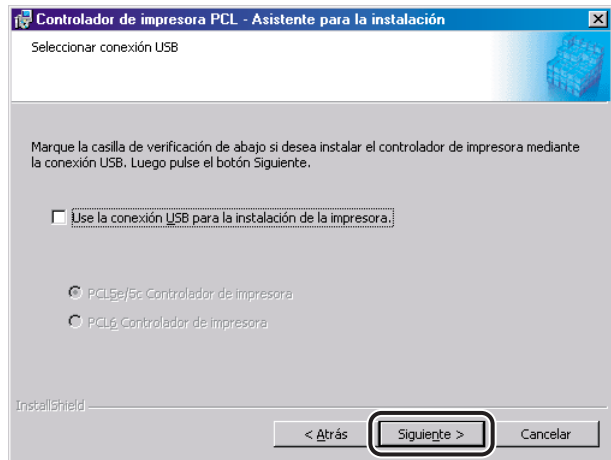 Controlador de impresora PCL - Asistente para la instalación
Seleccionar conexión USB
Marque la casilla de verificación de abajo si desea instalar el controlador de impresora mediante
la conexión USB. Luego pulse el botón Siguiente.
Use la conexión USB para la instalación de la impresora.
PCL5e/5c Controlador de impresora
PCL6 Controlador de impresora
InstallShield
< Atrás Siguiente > Cancelar